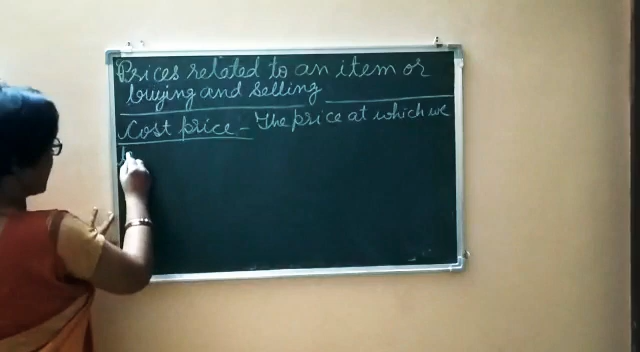 Prices related to an item or
buying and selling
Cost price - The price at which we